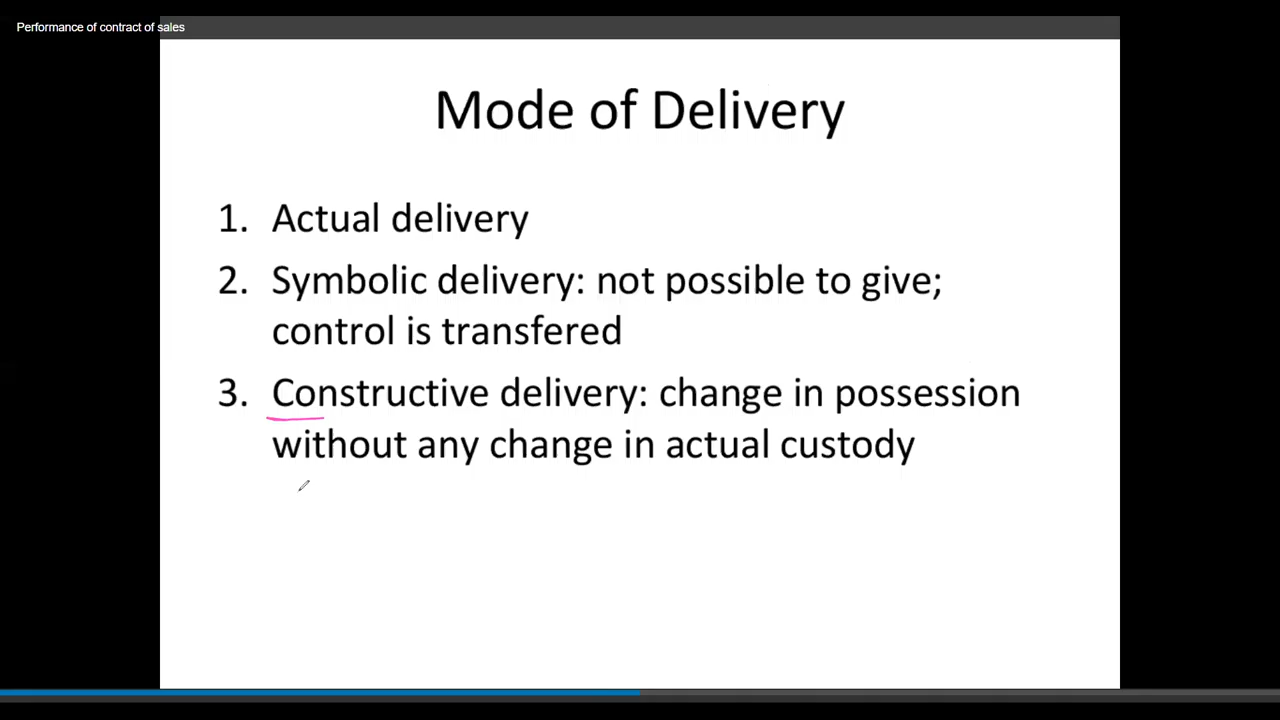 Performance of contract of sales
Mode of Delivery
1. Actual delivery
2. Symbolic delivery: not possible to give;
control is transfered
3. Constructive delivery: change in possession
without any change in actual custody